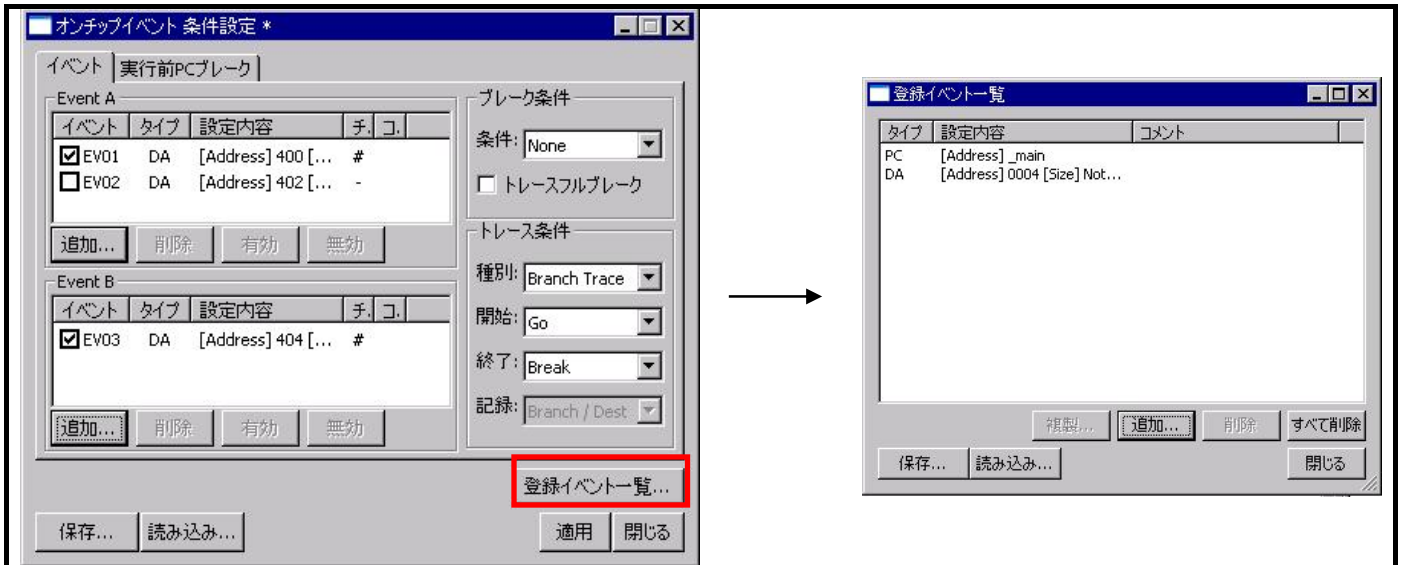 オンチップイベント 条件設定 *
イベント
実行前PCブレーク
Event A
イベント タイプ 設定内容 チ. コ.
EV01 DA [Address] 400 [... #
EV02 DA [Address] 402 [... -
追加... 削除 有効 無効
Event B
イベント タイプ 設定内容 チ. コ.
EV03 DA [Address] 404 [... #
追加... 削除 有効 無効
ブレーク条件
条件: None
トレースフルブレーク
トレース条件
種別: Branch Trace
開始: Go
終了: Break
記録: Branch / Dest
登録イベント一覧...
保存... 読み込み... 適用 閉じる
登録イベント一覧
タイプ 設定内容 コメント
PC [Address] _main
DA [Address] 0004 [Size] Not...
複製... 追加... 削除 すべて削除
保存... 読み込み... 閉じる